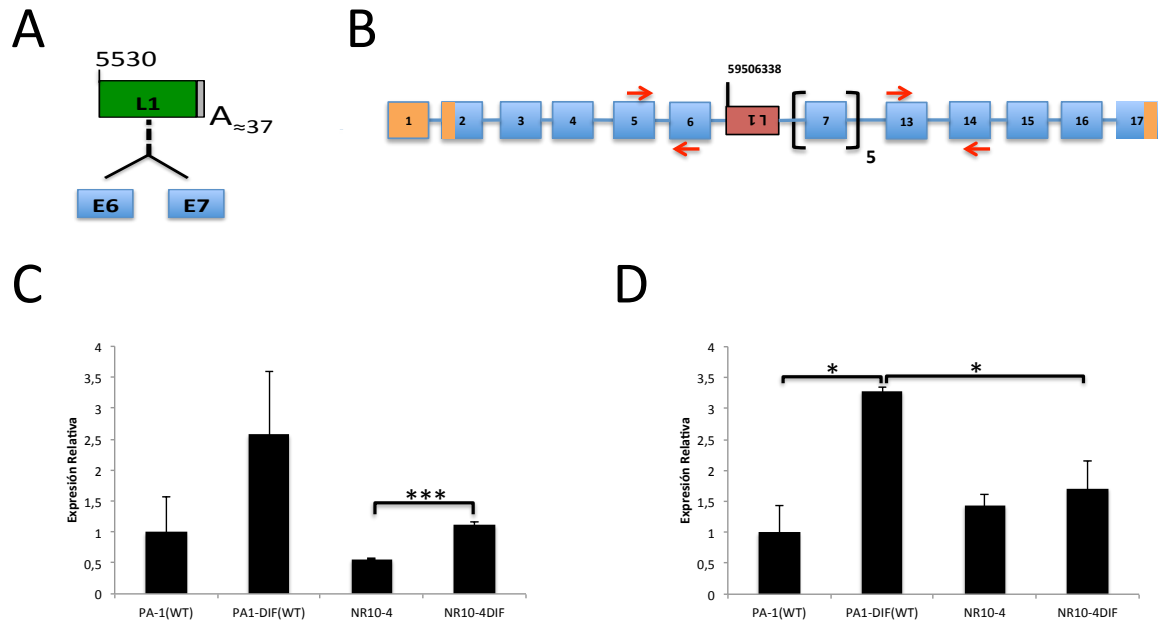 A
5530
L1
A≈37
E6
E7
B
59506338
1
2
3
4
5
6
L1
7
5
13
14
15
16
17
C
Expresión Relativa
4
3,5
3
2,5
2
1,5
1
0,5
0
***
PA-1(WT)
PA1-DIF(WT)
NR10-4
NR10-4DIF
D
Expresión Relativa
4
3,5
3
2,5
2
1,5
1
0,5
0
*
*
PA-1(WT)
PA1-DIF(WT)
NR10-4
NR10-4DIF